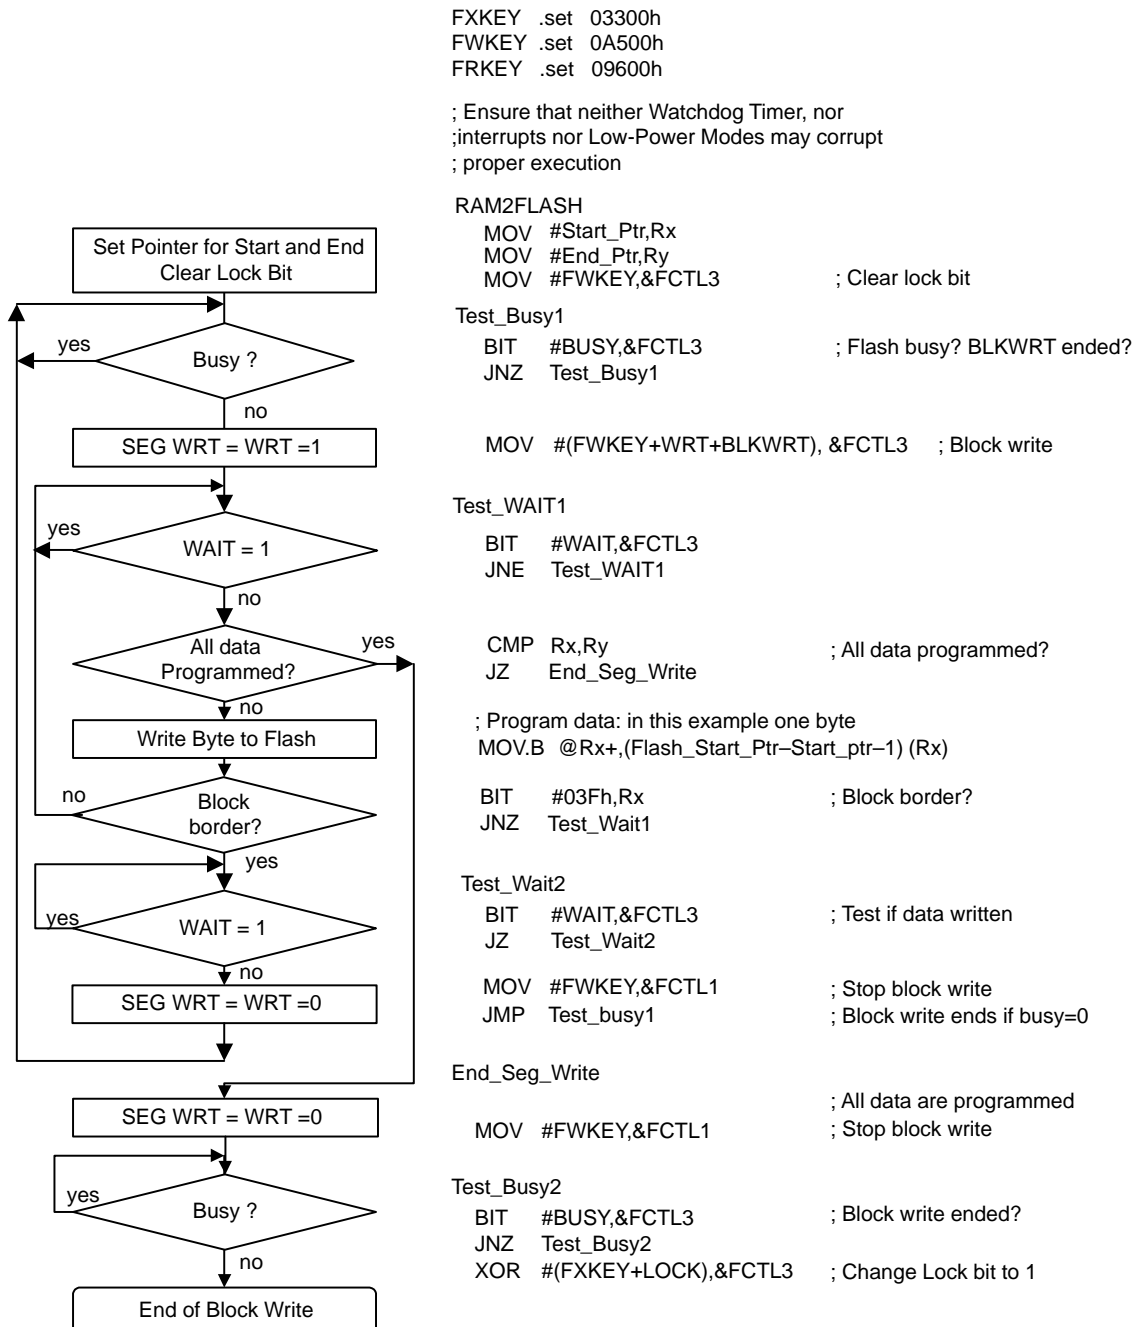 FXKEY .set 03300h
FWKEY .set 0A500h
FRKEY .set 09600h
; Ensure that neither Watchdog Timer, nor
;interrupts nor Low-Power Modes may corrupt
; proper execution
RAM2FLASH
MOV #Start_Ptr,Rx
MOV #End_Ptr,Ry
MOV #FWKEY,&FCTL3 ; Clear lock bit
Test_Busy1
BIT #BUSY,&FCTL3 ; Flash busy? BLKWRT ended?
JNZ Test_Busy1
MOV #(FWKEY+WRT+BLKWRT), &FCTL3 ; Block write
Test_WAIT1
BIT #WAIT,&FCTL3
JNE Test_WAIT1
CMP Rx,Ry ; All data programmed?
JZ End_Seg_Write
; Program data: in this example one byte
MOV.B @Rx+,(Flash_Start_Ptr–Start_ptr–1) (Rx)
BIT #03Fh,Rx ; Block border?
JNZ Test_Wait1
Test_Wait2
BIT #WAIT,&FCTL3 ; Test if data written
JZ Test_Wait2
MOV #FWKEY,&FCTL1 ; Stop block write
JMP Test_busy1 ; Block write ends if busy=0
End_Seg_Write
; All data are programmed
MOV #FWKEY,&FCTL1 ; Stop block write
Test_Busy2
BIT #BUSY,&FCTL3 ; Block write ended?
JNZ Test_Busy2
XOR #(FXKEY+LOCK),&FCTL3 ; Change Lock bit to 1
Set Pointer for Start and End
Clear Lock Bit
yes
Busy ?
no
SEG WRT = WRT =1
yes
WAIT = 1
no
All data
Programmed?
yes
no
Write Byte to Flash
no
Block
border?
yes
yes
WAIT = 1
no
SEG WRT = WRT =0
SEG WRT = WRT =0
yes
Busy ?
no
End of Block Write